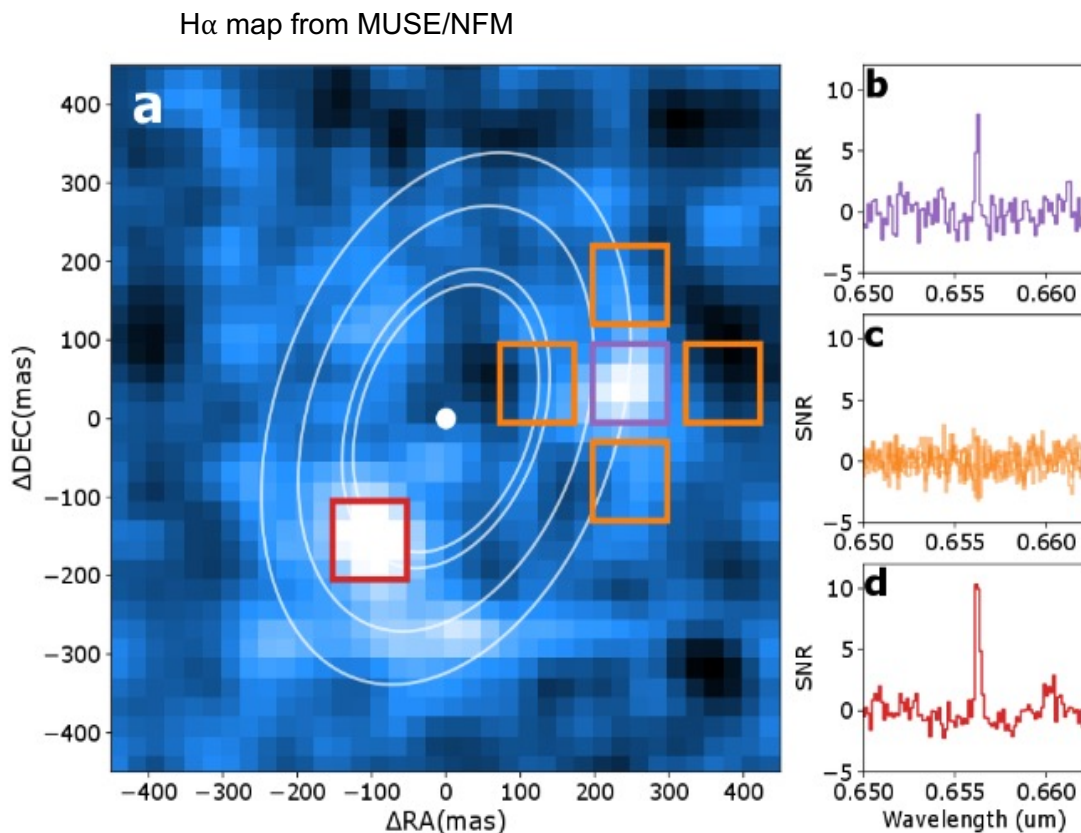 Hα map from MUSE/NFM
a
400
300
200
100
0
−100
−200
−300
−400
ΔDEC(mas)
−400 −300 −200 −100 0 100 200 300 400
ΔRA(mas)
b
10
5
0
−5
SNR
0.650 0.655 0.660
c
10
5
0
−5
SNR
0.650 0.655 0.660
d
10
5
0
−5
SNR
0.650 0.655 0.660
Wavelength (um)